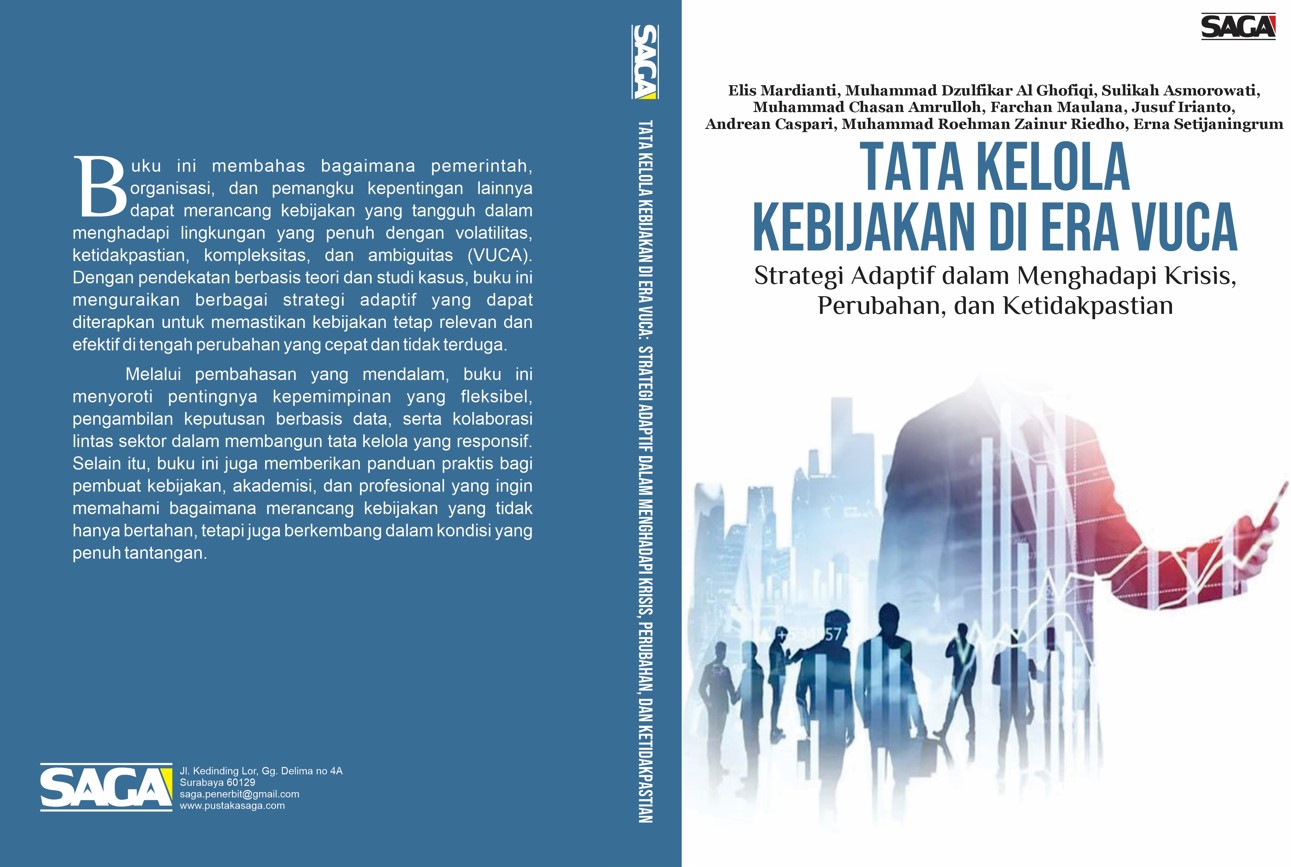 Buku ini membahas bagaimana pemerintah,
organisasi, dan pemangku kepentingan lainnya
dapat merancang kebijakan yang tangguh dalam
menghadapi lingkungan yang penuh dengan volatilitas,
ketidakpastian, kompleksitas, dan ambiguitas (VUCA).
Dengan pendekatan berbasis teori dan studi kasus, buku ini
menguraikan berbagai strategi adaptif yang dapat
diterapkan untuk memastikan kebijakan tetap relevan dan
efektif di tengah perubahan yang cepat dan tidak terduga.
Melalui pembahasan yang mendalam, buku ini
menyoroti pentingnya kepemimpinan yang fleksibel,
pengambilan keputusan berbasis data, serta kolaborasi
lintas sektor dalam membangun tata kelola yang responsif.
Selain itu, buku ini juga memberikan panduan praktis bagi
pembuat kebijakan, akademisi, dan profesional yang ingin
memahami bagaimana merancang kebijakan yang tidak
hanya bertahan, tetapi juga berkembang dalam kondisi yang
penuh tantangan.
SAGA
Jl. Kedinding Lor, Gg. Delima no 4A
Surabaya 60129
saga.penerbit@gmail.com
www.pustakasaga.com
SAGA
TATA KELOLA KEBIJAKAN DI ERA VUCA: STRATEGI ADAPTIF DALAM MENGHADAPI KRISIS, PERUBAHAN, DAN KETIDAKPASTIAN
SAGA
Elis Mardianti, Muhammad Dzulfikar Al Ghofiqi, Sulikah Asmorowati,
Muhammad Chasan Amrulloh, Farchan Maulana, Jusuf Irianto,
Andrean Caspari, Muhammad Roehman Zainur Riedho, Erna Setijaningrum
TATA KELOLA
KEBIJAKAN DI ERA VUCA
Strategi Adaptif dalam Menghadapi Krisis,
Perubahan, dan Ketidakpastian